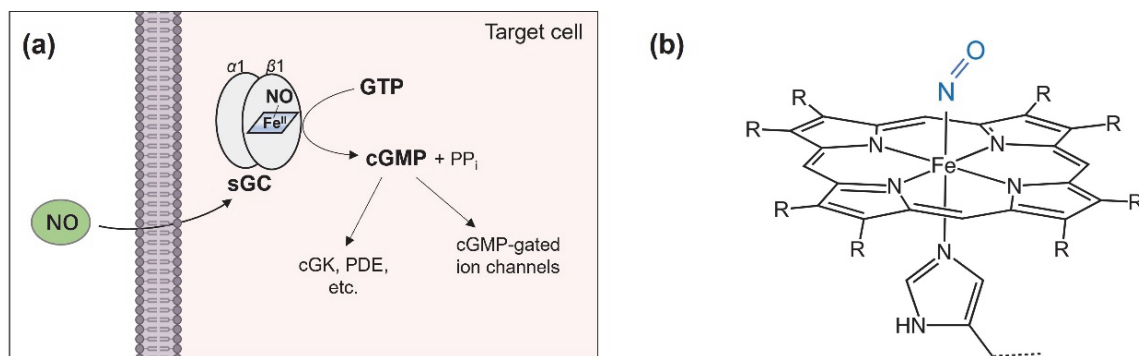 (a)
Target cell
α1
β1
NO
Fe^II
GTP
cGMP + PPi
sGC
NO
cGK, PDE,
etc.
cGMP-gated
ion channels
(b)
O
N
R
R
R
R
N
N
Fe
N
N
R
R
R
R
N
HN